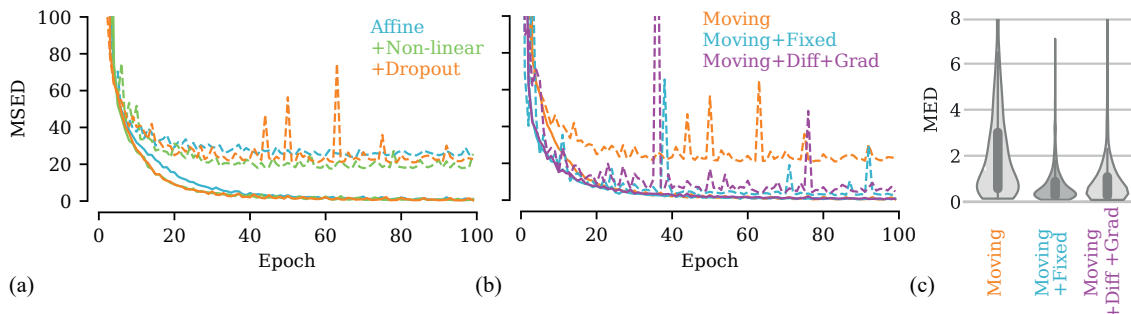 100
80
60
40
20
0
MSED
0
20
40
60
80
100
Epoch
Affine
+Non-linear
+Dropout
(a)
0
20
40
60
80
100
Epoch
Moving
Moving+Fixed
Moving+Diff+Grad
(b)
8
6
4
2
0
MED
Moving
Moving
+Fixed
Moving
+Diff +Grad
(c)